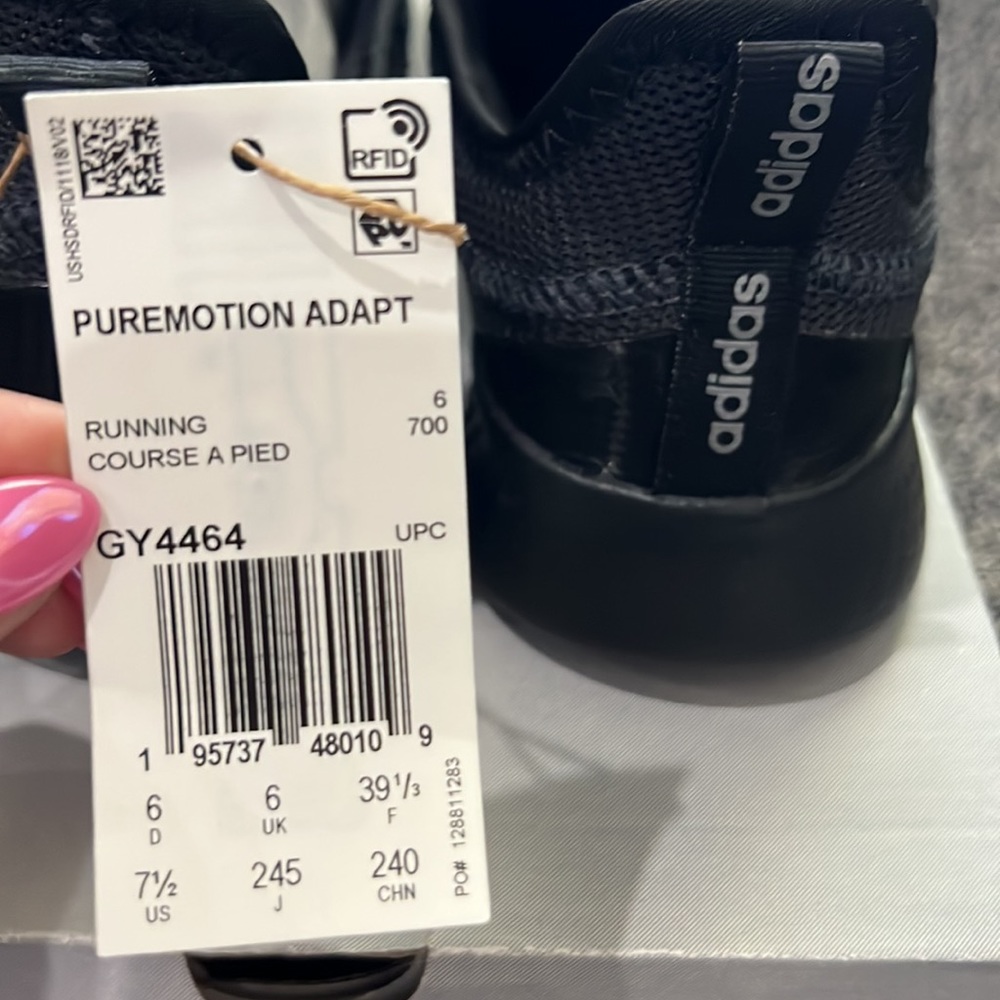 USHSDRFID/1118/V02
RFID
PUREMOTION ADAPT
6
RUNNING 700
COURSE A PIED
GY4464 UPC
1 95737 48010 9
6 6 39 1/3
D UK F
7½ 245 240
US J CHN
PO# 128811283
adidas
adidas